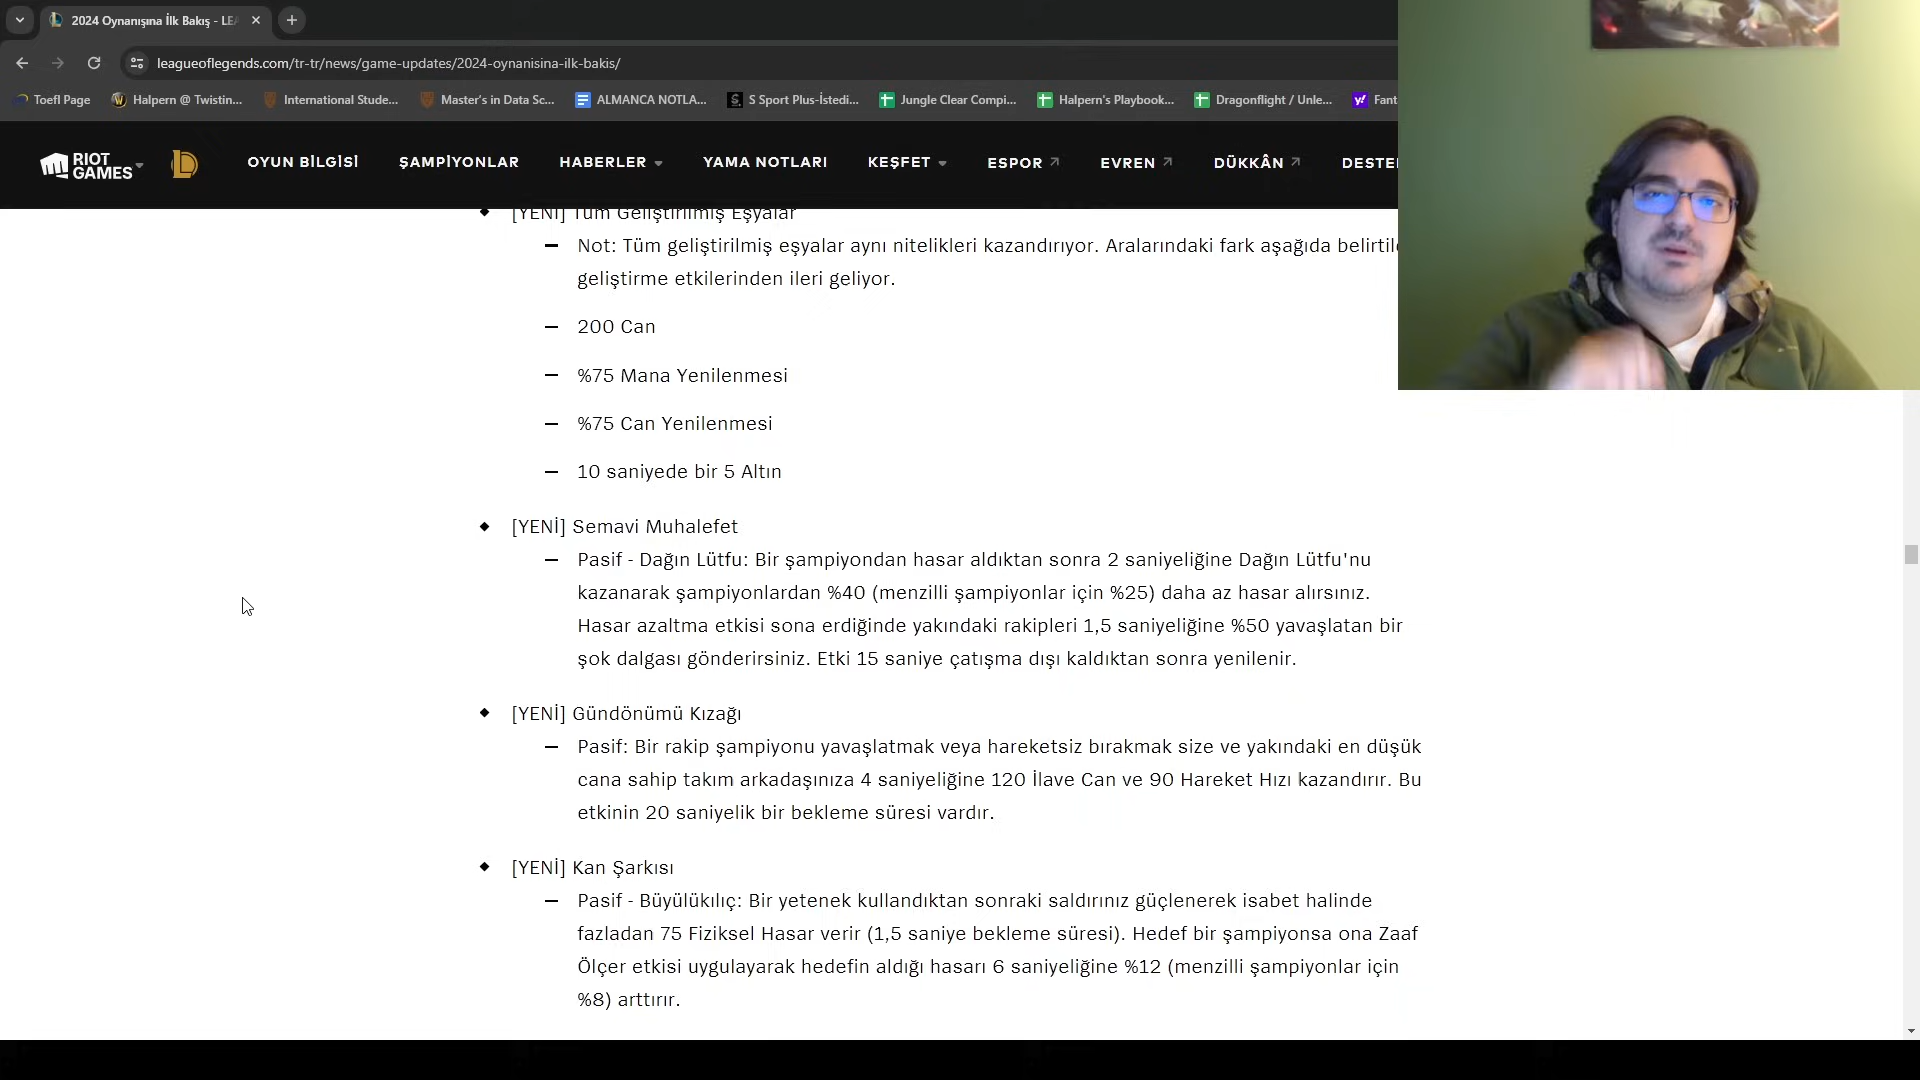 2024 Oynanışına İlk Bakış - LEA
leagueoflegends.com/tr-tr/news/game-updates/2024-oynanisina-ilk-bakis/
Toefl Page
Halpern @ Twistin...
International Stude...
Master's in Data Sc...
ALMANCA NOTLA...
S Sport Plus-İstedi...
Jungle Clear Compi...
Halpern's Playbook...
Dragonflight / Unle...
Fant
RIOT GAMES
OYUN BİLGİSİ
ŞAMPİYONLAR
HABERLER
YAMA NOTLARI
KEŞFET
ESPOR
EVREN
DÜKKÂN
DESTE
[YENİ] Tüm Geliştirilmiş Eşyalar
Not: Tüm geliştirilmiş eşyalar aynı nitelikleri kazandırıyor. Aralarındaki fark aşağıda belirtil
geliştirme etkilerinden ileri geliyor.
200 Can
%75 Mana Yenilenmesi
%75 Can Yenilenmesi
10 saniyede bir 5 Altın
[YENİ] Semavi Muhalefet
Pasif - Dağın Lütfu: Bir şampiyondan hasar aldıktan sonra 2 saniyeliğine Dağın Lütfu'nu
kazanarak şampiyonlardan %40 (menzilli şampiyonlar için %25) daha az hasar alırsınız.
Hasar azaltma etkisi sona erdiğinde yakındaki rakipleri 1,5 saniyeliğine %50 yavaşlatan bir
şok dalgası gönderirsiniz. Etki 15 saniye çatışma dışı kaldıktan sonra yenilenir.
[YENİ] Gündönümü Kızağı
Pasif: Bir rakip şampiyonu yavaşlatmak veya hareketsiz bırakmak size ve yakındaki en düşük
cana sahip takım arkadaşınıza 4 saniyeliğine 120 İlave Can ve 90 Hareket Hızı kazandırır. Bu
etkinin 20 saniyelik bir bekleme süresi vardır.
[YENİ] Kan Şarkısı
Pasif - Büyülükılıç: Bir yetenek kullandıktan sonraki saldırınız güçlenerek isabet halinde
fazladan 75 Fiziksel Hasar verir (1,5 saniye bekleme süresi). Hedef bir şampiyonsa ona Zaaf
Ölçer etkisi uygulayarak hedefin aldığı hasarı 6 saniyeliğine %12 (menzilli şampiyonlar için
%8) arttırır.